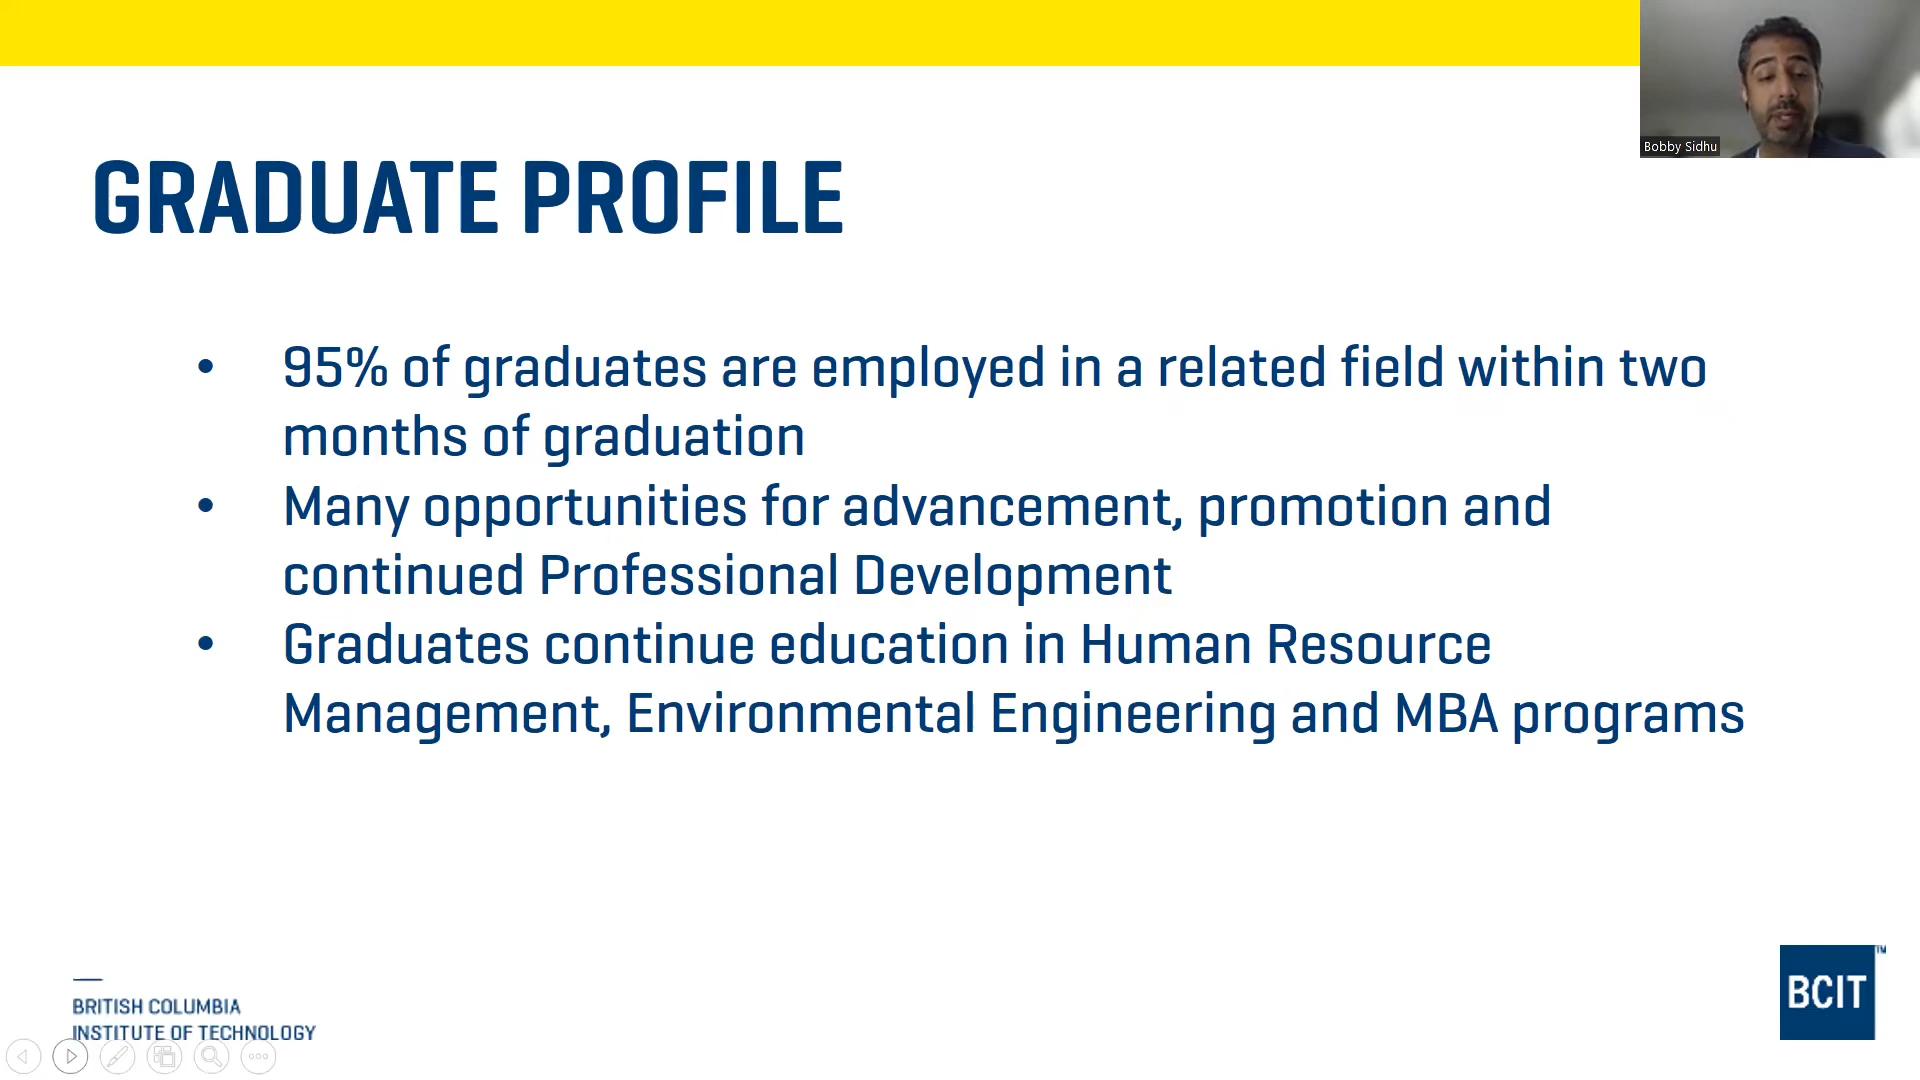 Bobby Sidhu
GRADUATE PROFILE
• 95% of graduates are employed in a related field within two
months of graduation
• Many opportunities for advancement, promotion and
continued Professional Development
• Graduates continue education in Human Resource
Management, Environmental Engineering and MBA programs
BRITISH COLUMBIA
INSTITUTE OF TECHNOLOGY
BCIT™